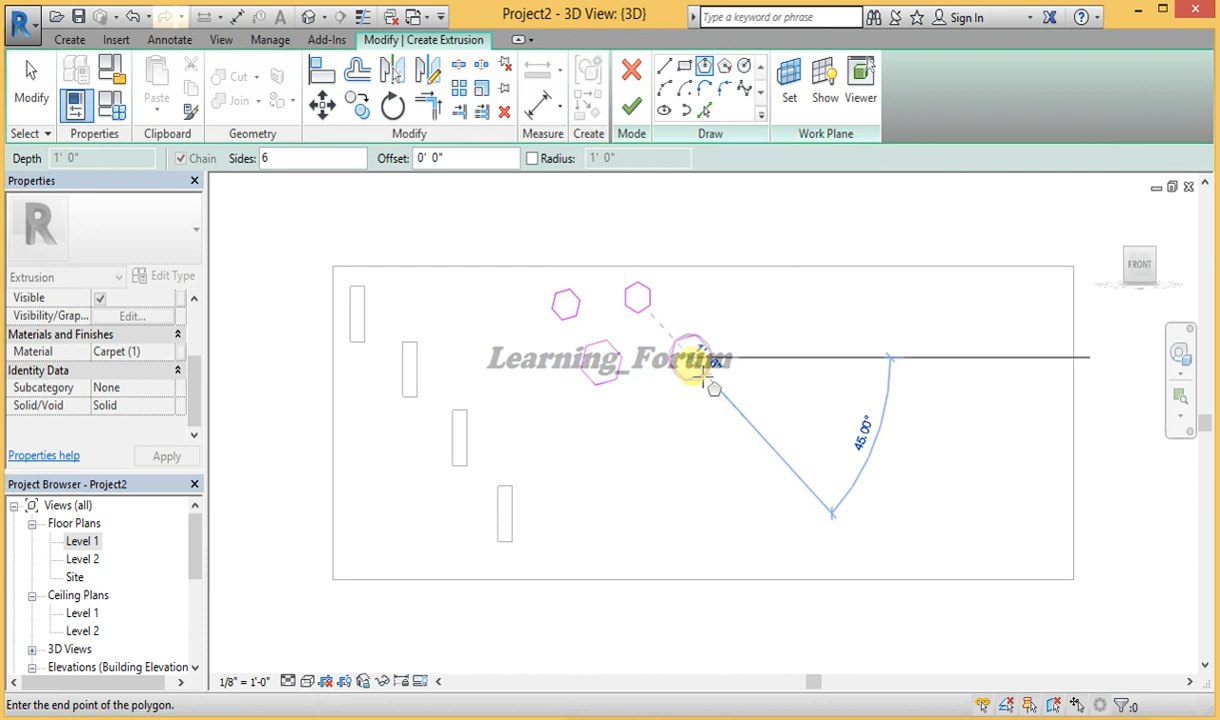 Project2 - 3D View: {3D}
Type a keyword or phrase
Sign In
Create Insert Annotate View Manage Add-Ins Modify | Create Extrusion
Modify
Paste
Cut
Join
Set Show Viewer
Select Properties Clipboard Geometry Modify Measure Create Mode Draw Work Plane
Depth 1' 0" Chain Sides: 6 Offset: 0' 0" Radius: 1' 0"
Properties
R
Extrusion
Edit Type
Visible
Visibility/Grap... Edit...
Materials and Finishes
Material Carpet (1)
Identity Data
Subcategory None
Solid/Void Solid
Properties help
Apply
Project Browser - Project2
Views (all)
Floor Plans
Level 1
Level 2
Site
Ceiling Plans
Level 1
Level 2
3D Views
Elevations (Building Elevation
FRONT
Learning_Forum
45.00°
1/8" = 1'-0"
Enter the end point of the polygon.
:0